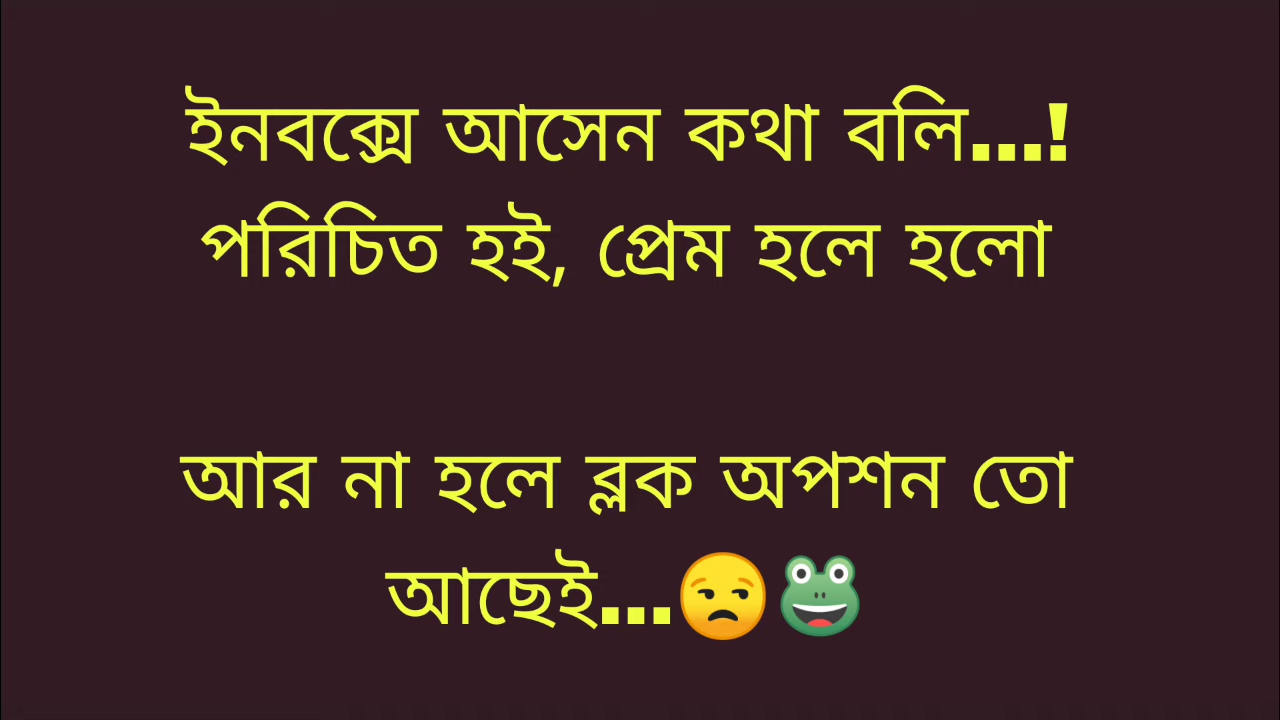 ইনবক্সে আসেন কথা বলি...!
পরিচিত হই, প্রেম হলে হলো
আর না হলে ব্লক অপশন তো
আছেই...😒🐸